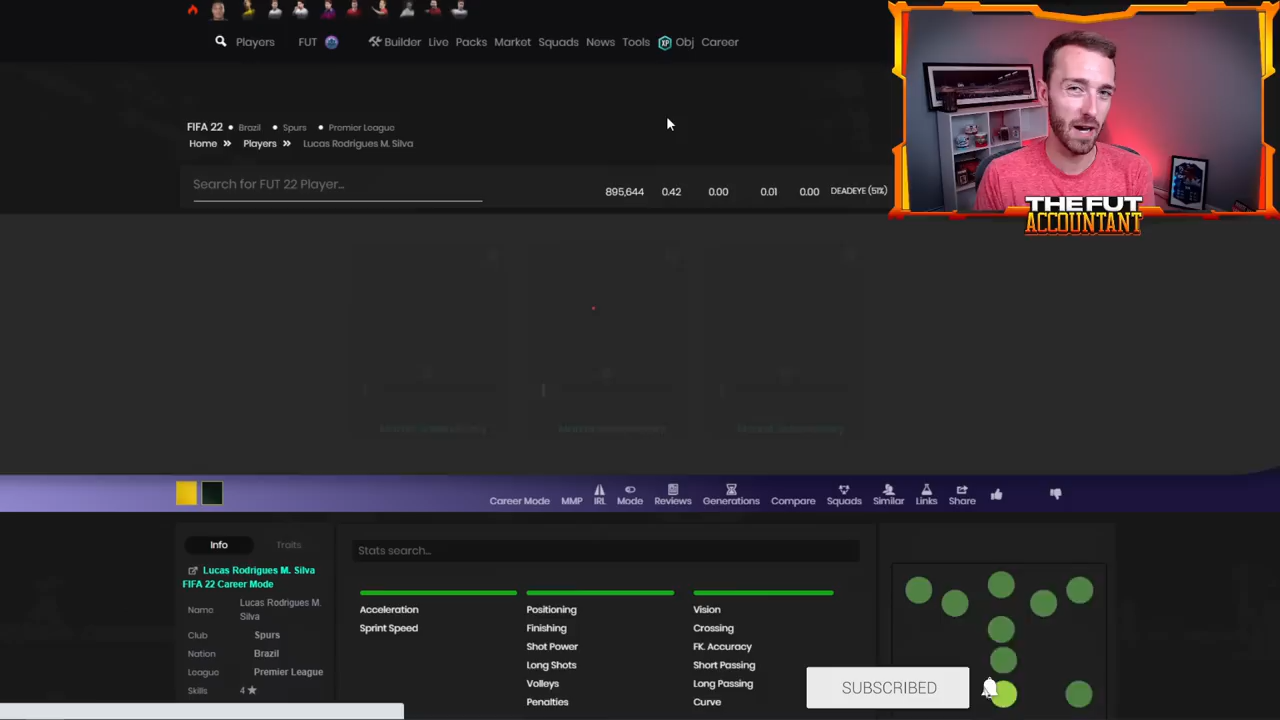 Players FUT Builder Live Packs Market Squads News Tools XP Obj Career
FIFA 22 • Brazil • Spurs • Premier League
Home » Players » Lucas Rodrigues M. Silva
Search for FUT 22 Player...
895,644 0.42 0.00 0.01 0.00 DEADEYE (51%)
THE FUT
ACCOUNTANT
Career Mode MMP IRL Mode Reviews Generations Compare Squads Similar Links Share
Info Traits
Stats search...
Lucas Rodrigues M. Silva
FIFA 22 Career Mode
Name Lucas Rodrigues M.
Silva
Club Spurs
Nation Brazil
League Premier League
Skills 4★
Acceleration
Sprint Speed
Positioning
Finishing
Shot Power
Long Shots
Volleys
Penalties
Vision
Crossing
FK. Accuracy
Short Passing
Long Passing
Curve
SUBSCRIBED